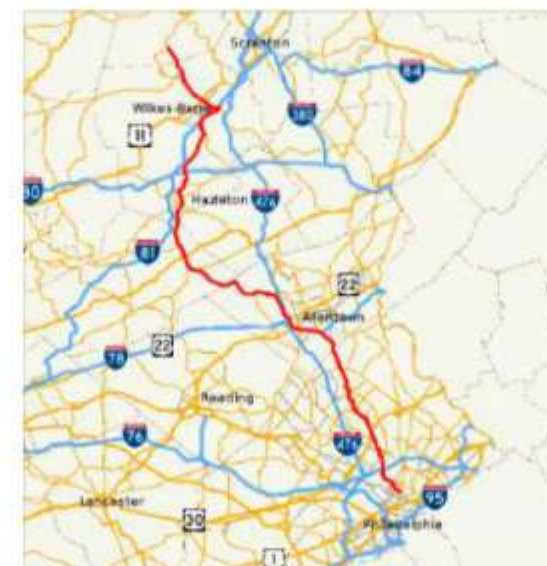 Scranton
84
Wilkes-Barre
380
11
80
Hazleton
476
81
22
Allentown
22
78
Reading
76
476
Lancaster
95
30
Philadelphia
1